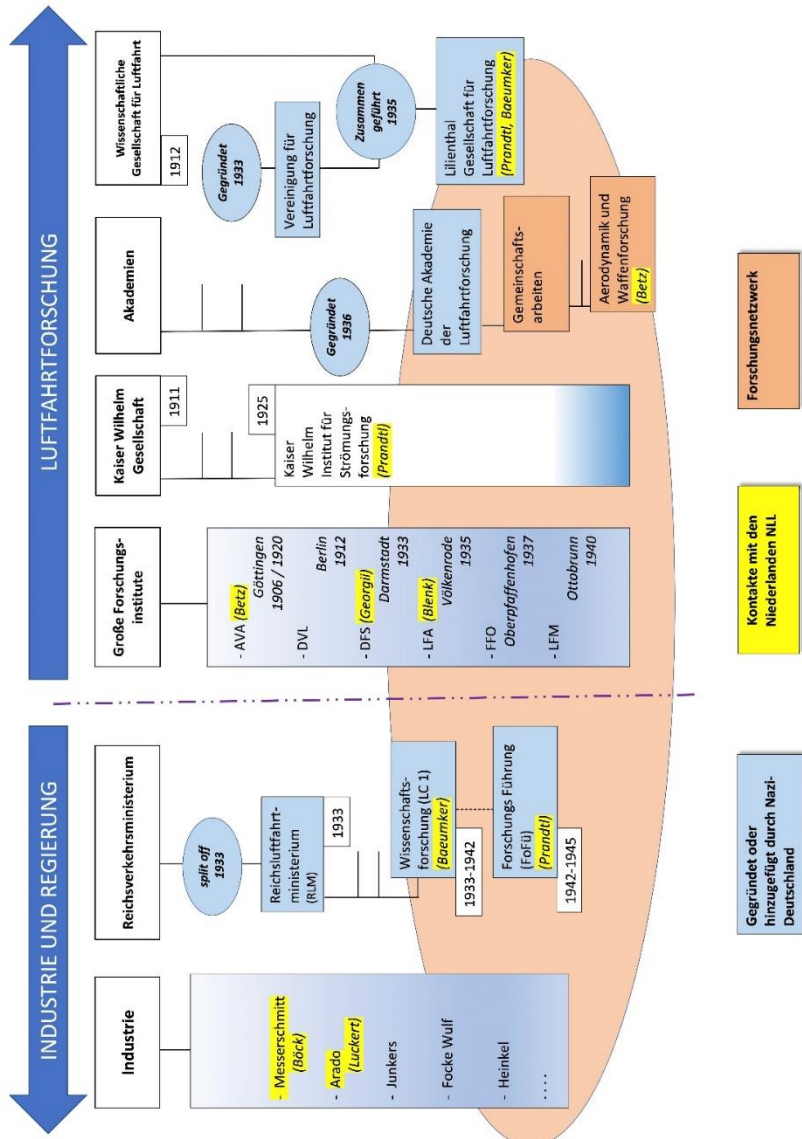 INDUSTRIE UND REGIERUNG
LUFTFAHRTFORSCHUNG
Industrie
- Messerschmitt
(Böck)
- Arado
(Luckert)
- Junkers
- Focke Wulf
- Heinkel
. . . .
Reichsverkehrsministerium
split off
1933
Reichsluftfahrt-
ministerium
(RLM)
1933
Wissenschafts-
forschung (LC 1)
(Baeumker)
1933-1942
Forschungs Führung
(FoFü)
(Prandtl)
1942-1945
Große Forschungs-
institute
- AVA (Betz)
Göttingen
1906 / 1920
- DVL
Berlin
1912
- DFS (Georgii)
Darmstadt
1933
- LFA (Blenk)
Völkenrode
1935
- FFO
Oberpfaffenhofen
1937
- LFM
Ottobrunn
1940
Kaiser Wilhelm
Gesellschaft
1911
1925
Kaiser
Wilhelm
Institut für
Strömungs-
forschung
(Prandtl)
Akademien
Gegründet
1936
Deutsche Akademie
der
Luftfahrtforschung
Gemeinschafts-
arbeiten
Aerodynamik und
Waffenforschung
(Betz)
Wissenschaftliche
Gesellschaft für Luftfahrt
1912
Gegründet
1933
Vereinigung für
Luftfahrtforschung
Zusammen
geführt
1935
Lilienthal
Gesellschaft für
Luftfahrtforschung
(Prandtl, Baeumker)
Gegründet oder
hinzugefügt durch Nazi-
Deutschland
Kontakte mit den
Niederlanden NLL
Forschungsnetzwerk